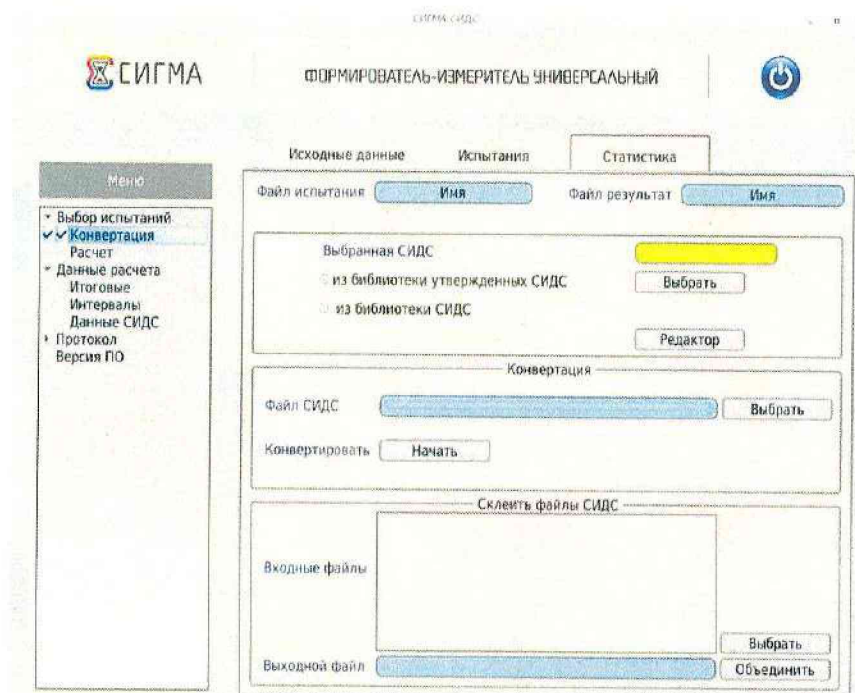 СИГМА СИДС
СИГМА
ФОРМИРОВАТЕЛЬ-ИЗМЕРИТЕЛЬ УНИВЕРСАЛЬНЫЙ
Исходные данные Испытания Статистика
Меню
Файл испытания Имя Файл результат Имя
Выбор испытаний
Конвертация
Расчет
Данные расчета
Итоговые
Интервалы
Данные СИДС
Протокол
Версия ПО
Выбранная СИДС
из библиотеки утвержденных СИДС Выбрать
из библиотеки СИДС
Редактор
Конвертация
Файл СИДС Выбрать
Конвертировать Начать
Склеить файлы СИДС
Входные файлы
Выбрать
Выходной файл Объединить